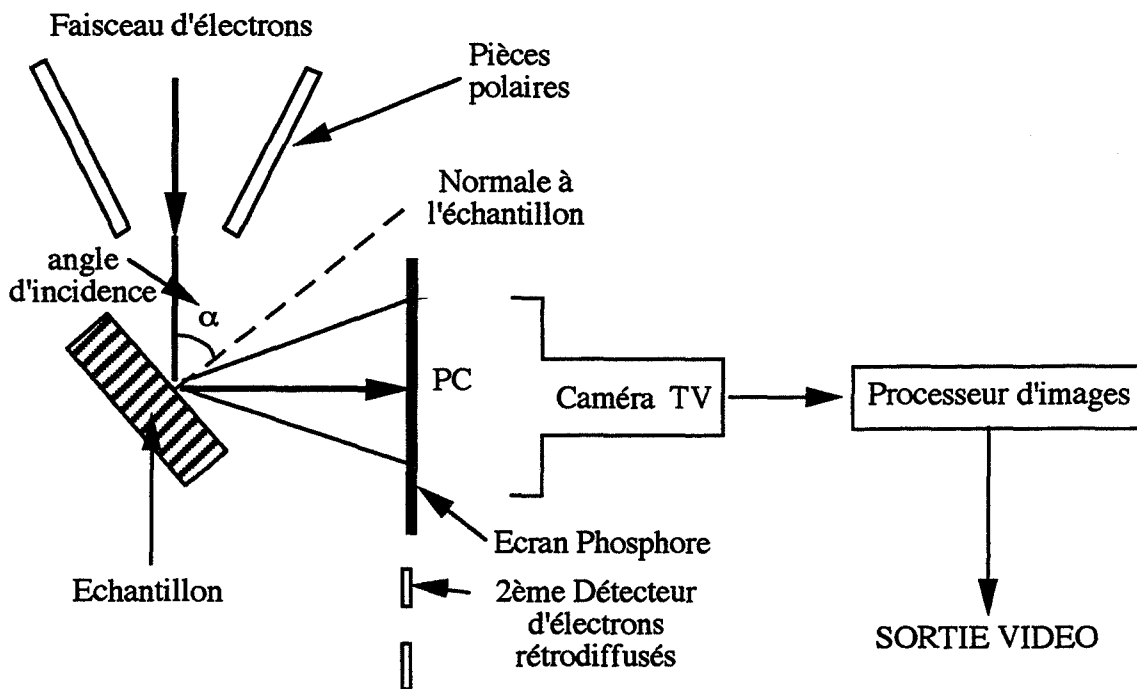 Faisceau d'électrons
Pièces
polaires
Normale à
l'échantillon
angle
d'incidence
α
PC
Caméra TV
Processeur d'images
Ecran Phosphore
Echantillon
2ème Détecteur
d'électrons
rétrodiffusés
SORTIE VIDEO